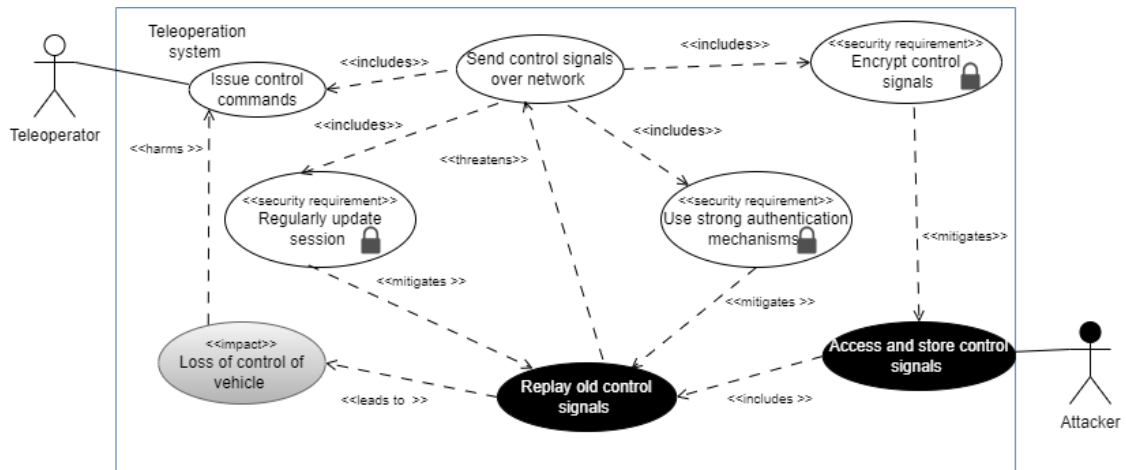 Teleoperation
system
Teleoperator
Issue control
commands
<<includes>>
Send control signals
over network
<<includes>>
<<security requirement>>
Encrypt control
signals
<<harms >>
<<includes>>
<<threatens>>
<<includes>>
<<security requirement>>
Regularly update
session
<<security requirement>>
Use strong authentication
mechanisms
<<mitigates>>
<<mitigates >>
<<mitigates >>
<<impact>>
Loss of control of
vehicle
<<leads to >>
Replay old control
signals
<<includes >>
Access and store control
signals
Attacker